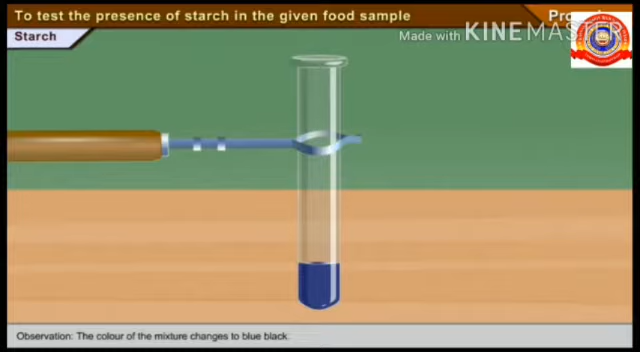 To test the presence of starch in the given food sample
Starch
Made with KINEMASTER
Observation: The colour of the mixture changes to blue black.